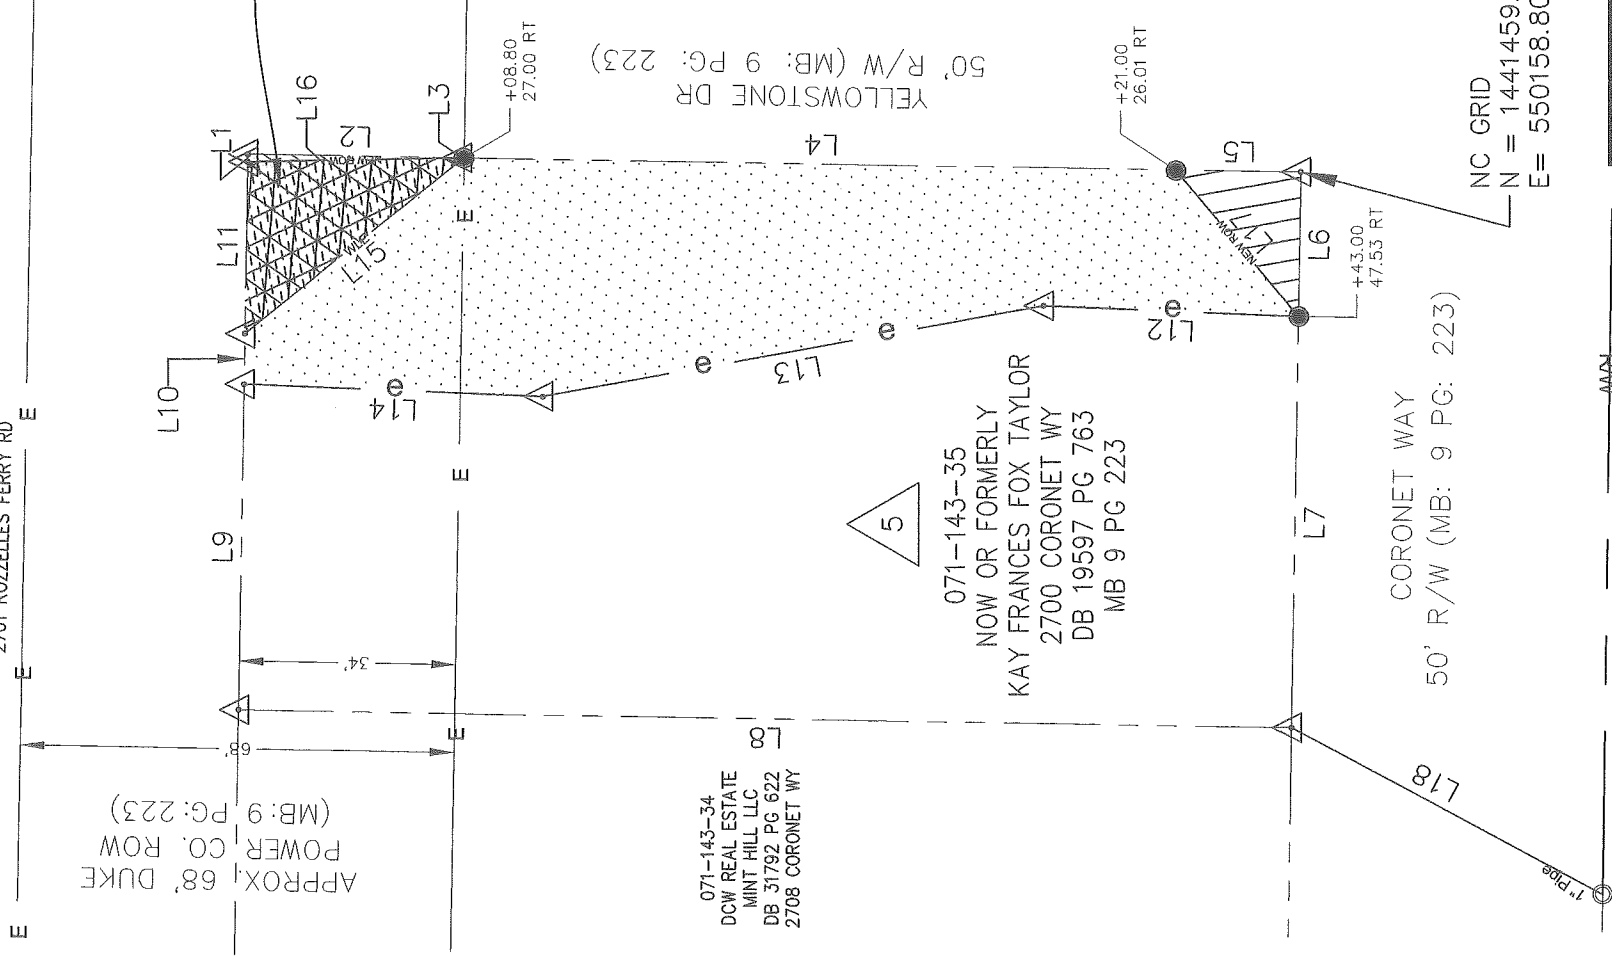 2701 ROZZELLES FERRY RD
E
E
E
APPROX. 68' DUKE
POWER CO. ROW
(MB:9 PG:223)
68'
34'
L9
L10
L11
L1
L16
L2
NEW ROW
L3
L15
+08.80
27.00 RT
E
E
E
YELLOWSTONE DR
50' R/W (MB: 9 PG: 223)
L4
L14
e
e
L13
e
L12
e
+21.00
26.01 RT
L5
L17
NEW ROW
L6
+43.00
47.53 RT
NC GRID
N = 1441459.
E= 550158.80
5
071-143-35
NOW OR FORMERLY
KAY FRANCES FOX TAYLOR
2700 CORONET WY
DB 19597 PG 763
MB 9 PG 223
L7
L8
071-143-34
DCW REAL ESTATE
MINT HILL LLC
DB 31792 PG 622
2708 CORONET WY
CORONET WAY
50' R/W (MB: 9 PG: 223)
L18
1" Pipe